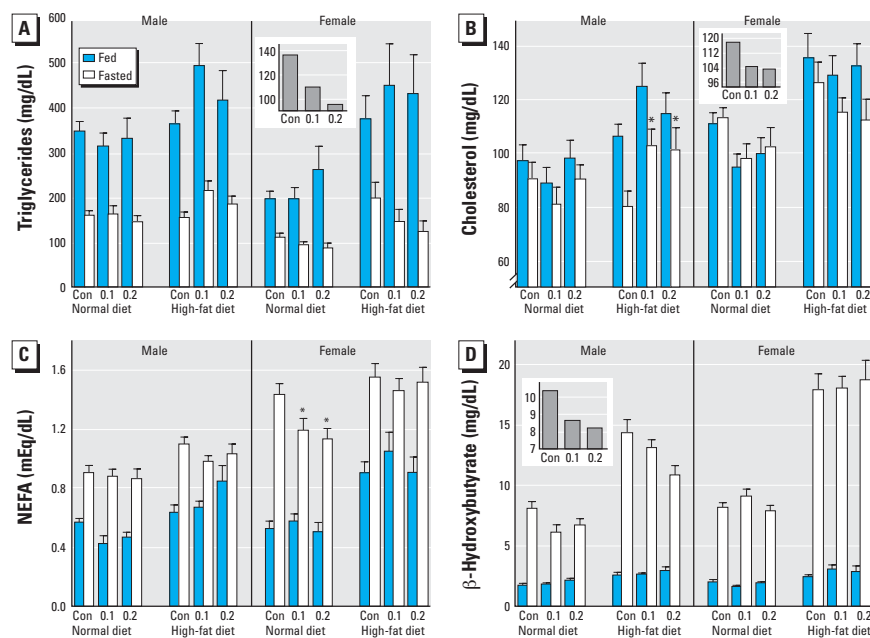 A
Male
Female
Triglycerides (mg/dL)
600
500
400
300
200
100
0
Fed
Fasted
140
120
100
Con 0.1 0.2
Con 0.1 0.2
Normal diet
Con 0.1 0.2
High-fat diet
Con 0.1 0.2
Normal diet
Con 0.1 0.2
High-fat diet
B
Male
Female
Cholesterol (mg/dL)
140
120
100
80
60
120
112
104
96
Con 0.1 0.2
* *
Con 0.1 0.2
Normal diet
Con 0.1 0.2
High-fat diet
Con 0.1 0.2
Normal diet
Con 0.1 0.2
High-fat diet
C
Male
Female
NEFA (mEq/dL)
1.6
1.2
0.8
0.4
0.0
* *
Con 0.1 0.2
Normal diet
Con 0.1 0.2
High-fat diet
Con 0.1 0.2
Normal diet
Con 0.1 0.2
High-fat diet
D
Male
Female
β-Hydroxybutyrate (mg/dL)
20
15
10
5
0
10
9
8
7
Con 0.1 0.2
Con 0.1 0.2
Normal diet
Con 0.1 0.2
High-fat diet
Con 0.1 0.2
Normal diet
Con 0.1 0.2
High-fat diet